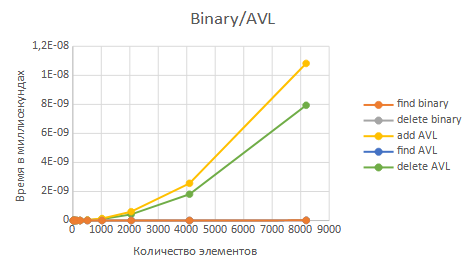 Binary/AVL
Время в миллисекундах
1,2E-08
1E-08
8E-09
6E-09
4E-09
2E-09
0
0 1000 2000 3000 4000 5000 6000 7000 8000 9000
Количество элементов
find binary
delete binary
add AVL
find AVL
delete AVL